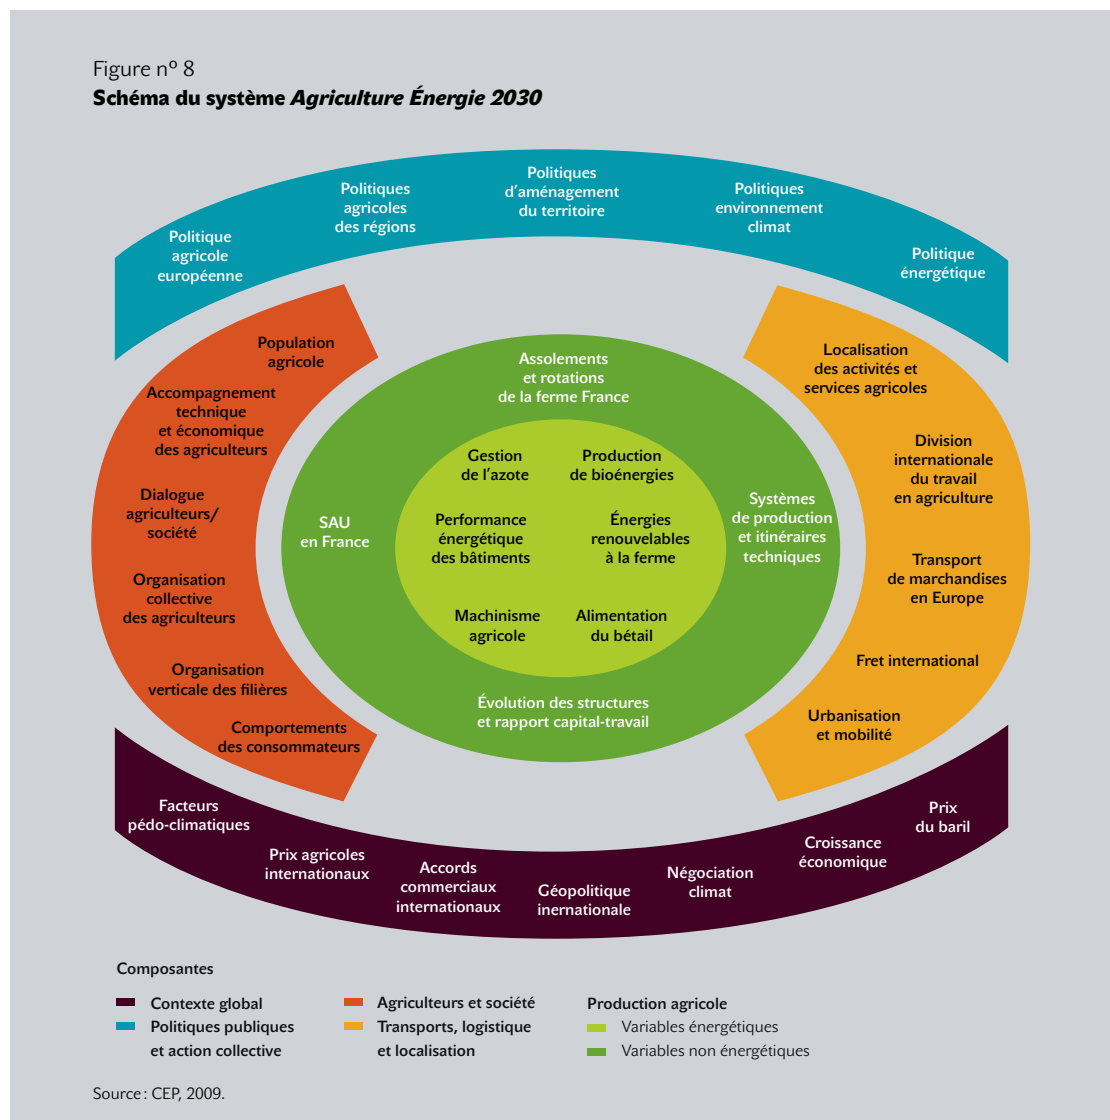 Figure nº 8
Schéma du système Agriculture Énergie 2030
Politique
agricole
européenne
Politiques
agricoles
des régions
Politiques
d'aménagement
du territoire
Politiques
environnement
climat
Politique
énergétique
Population
agricole
Accompagnement
technique
et économique
des agriculteurs
Dialogue
agriculteurs/
société
Organisation
collective
des agriculteurs
Organisation
verticale des filières
Comportements
des consommateurs
Assolements
et rotations
de la ferme France
SAU
en France
Systèmes
de production
et itinéraires
techniques
Évolution des structures
et rapport capital-travail
Gestion
de l'azote
Production
de bioénergies
Performance
énergétique
des bâtiments
Énergies
renouvelables
à la ferme
Machinisme
agricole
Alimentation
du bétail
Localisation
des activités et
services agricoles
Division
internationale
du travail
en agriculture
Transport
de marchandises
en Europe
Fret international
Urbanisation
et mobilité
Facteurs
pédo-climatiques
Prix agricoles
internationaux
Accords
commerciaux
internationaux
Géopolitique
inernationale
Négociation
climat
Croissance
économique
Prix
du baril
Composantes
Contexte global
Politiques publiques
et action collective
Agriculteurs et société
Transports, logistique
et localisation
Production agricole
Variables énergétiques
Variables non énergétiques
Source : CEP, 2009.